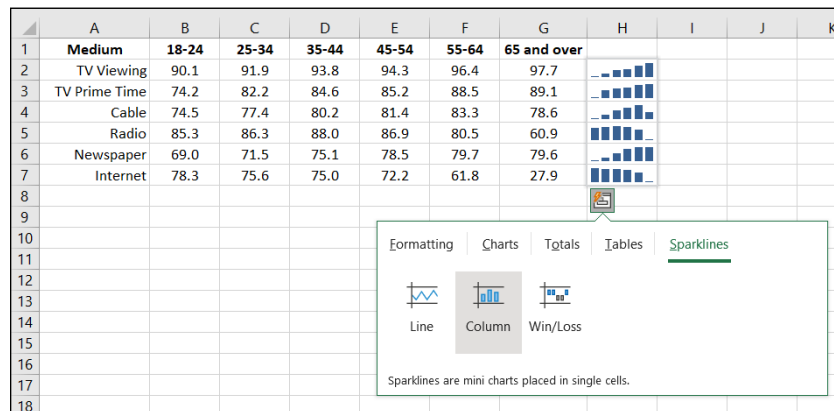 A B C D E F G H I J K
1 Medium 18-24 25-34 35-44 45-54 55-64 65 and over
2 TV Viewing 90.1 91.9 93.8 94.3 96.4 97.7
3 TV Prime Time 74.2 82.2 84.6 85.2 88.5 89.1
4 Cable 74.5 77.4 80.2 81.4 83.3 78.6
5 Radio 85.3 86.3 88.0 86.9 80.5 60.9
6 Newspaper 69.0 71.5 75.1 78.5 79.7 79.6
7 Internet 78.3 75.6 75.0 72.2 61.8 27.9
8
9
10
Formatting Charts Totals Tables Sparklines
11
12
13
14
Line Column Win/Loss
15
16
17
Sparklines are mini charts placed in single cells.
18